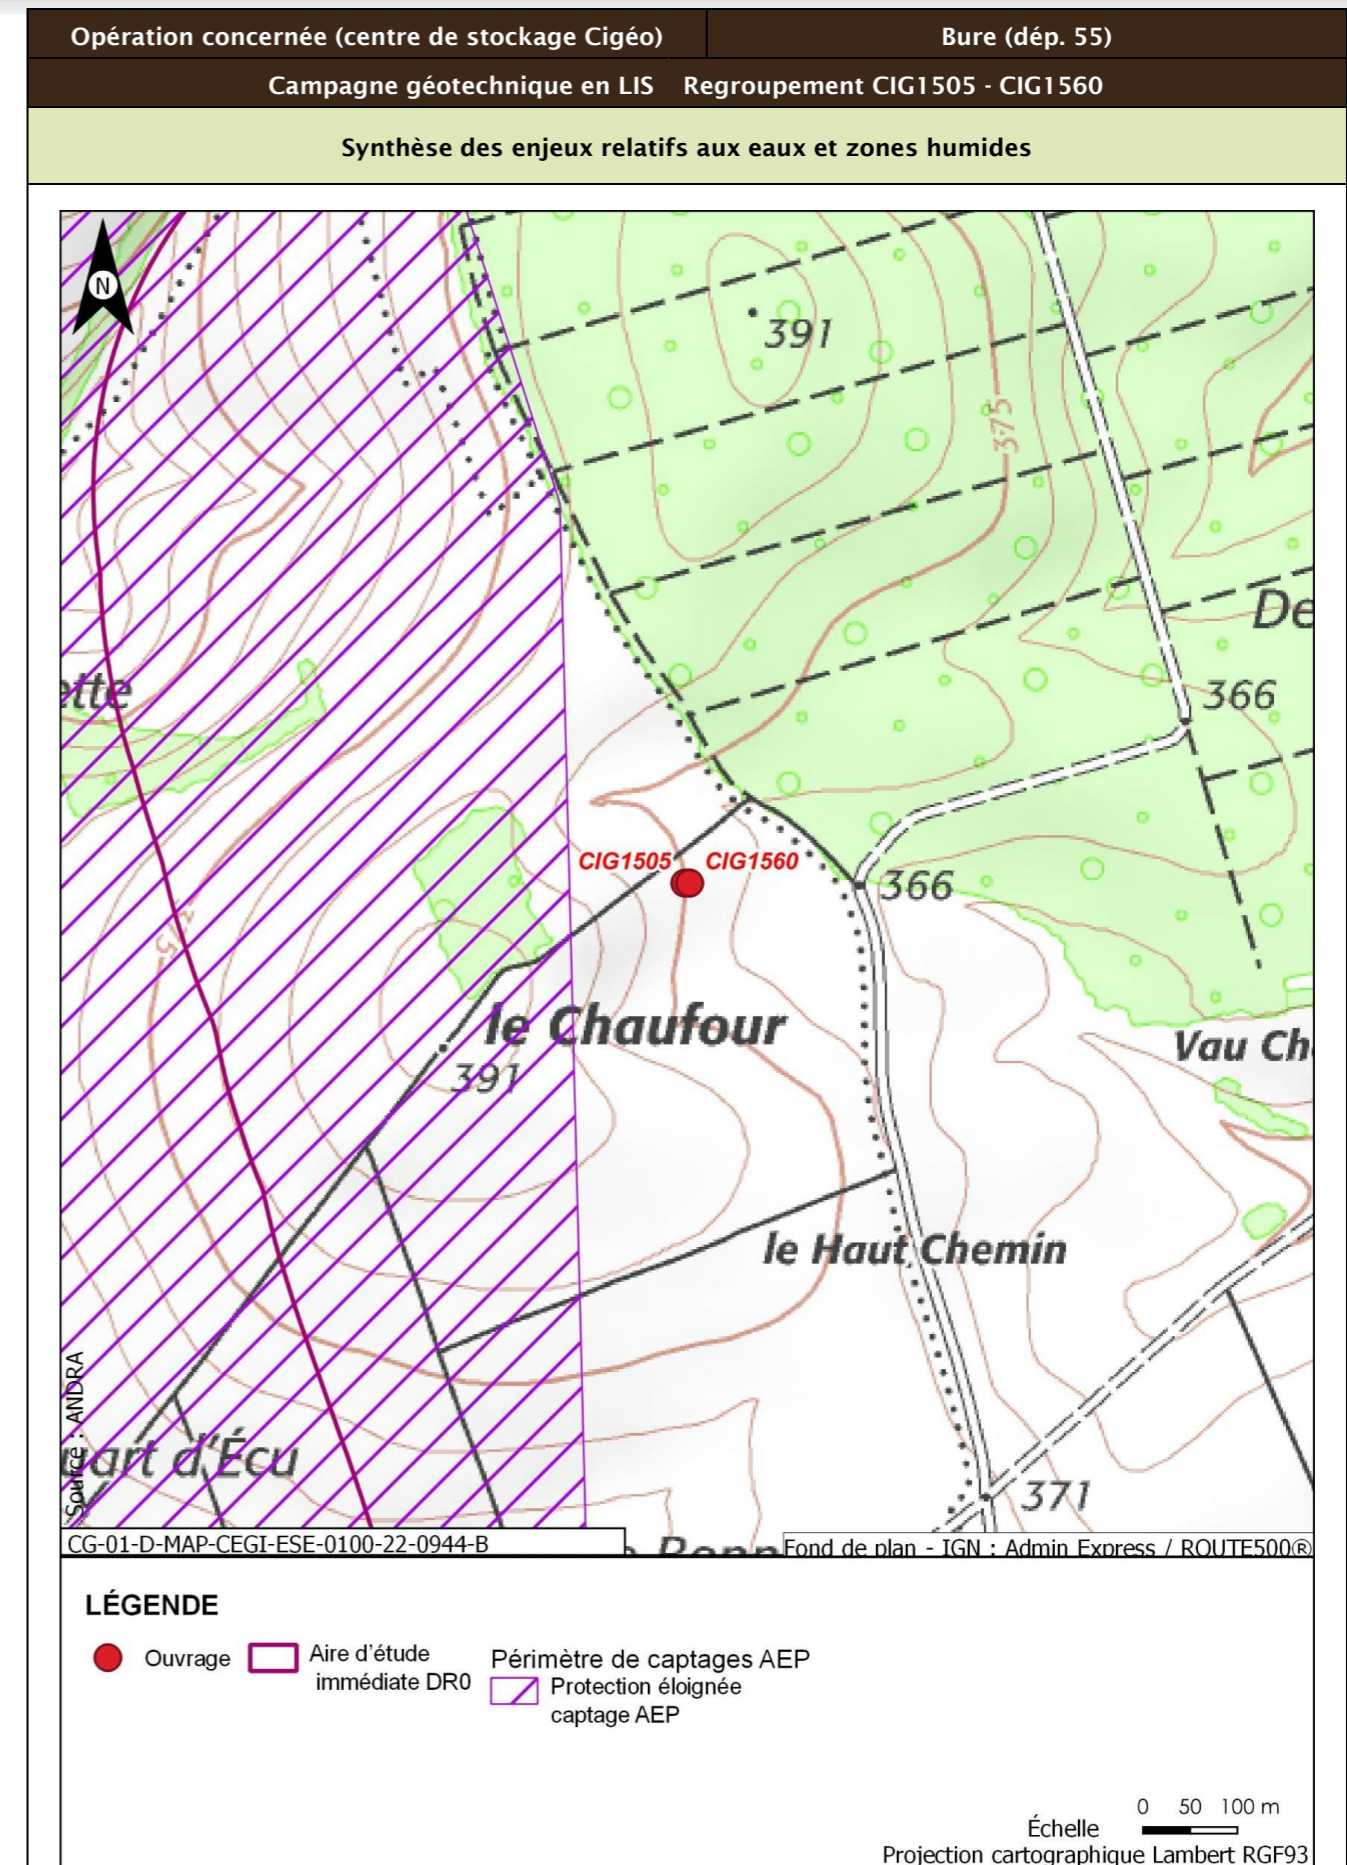 Opération concernée (centre de stockage Cigéo) Bure (dép. 55)
Campagne géotechnique en LIS Regroupement CIG1505 - CIG1560
Synthèse des enjeux relatifs aux eaux et zones humides
N
391
375
De
ette
366
CIG1505 CIG1560
366
375
le Chaufour
Vau Ch
391
le Haut Chemin
uart d'Écu
371
Source : ANDRA
CG-01-D-MAP-CEGI-ESE-0100-22-0944-B
Fond de plan - IGN : Admin Express / ROUTE500®
LÉGENDE
Ouvrage
Aire d'étude
immédiate DR0
Périmètre de captages AEP
Protection éloignée
captage AEP
0 50 100 m
Échelle
Projection cartographique Lambert RGF93